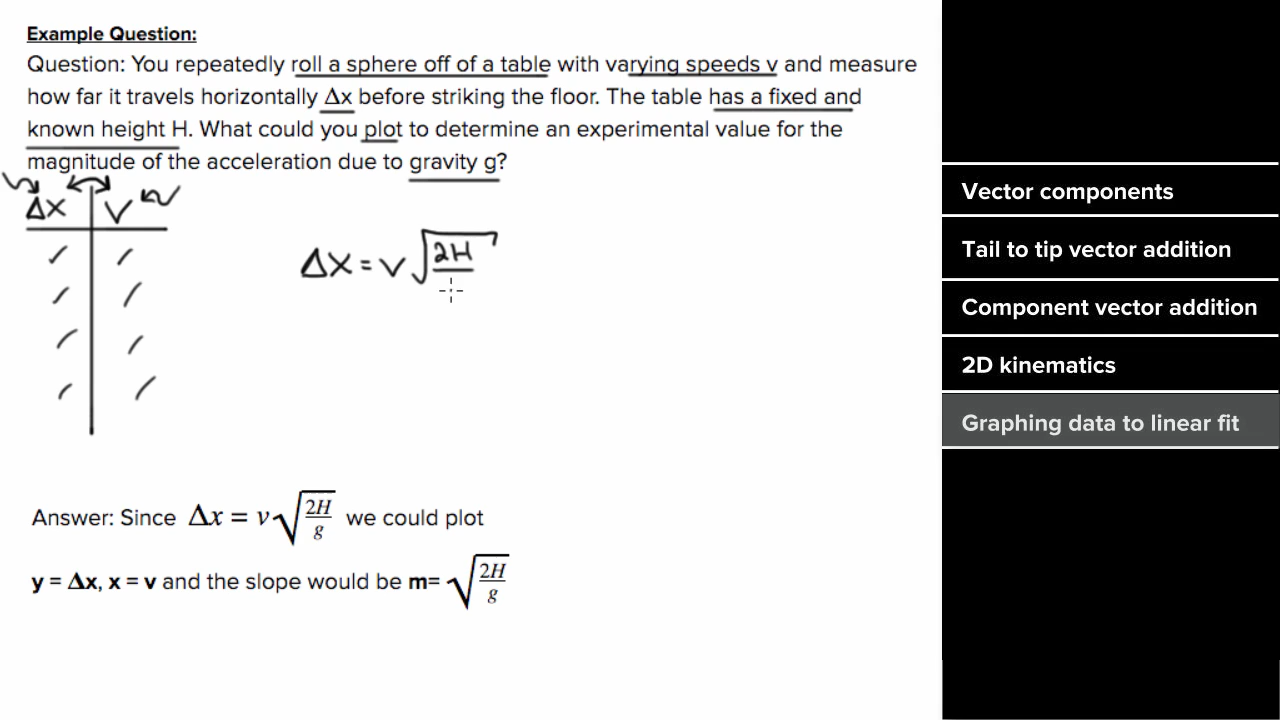 Example Question:
Question: You repeatedly roll a sphere off of a table with varying speeds v and measure
how far it travels horizontally Δx before striking the floor. The table has a fixed and
known height H. What could you plot to determine an experimental value for the
magnitude of the acceleration due to gravity g?
Δx V
Δx = v √2H
Answer: Since Δx = v√(2H/g) we could plot
y = Δx, x = v and the slope would be m= √(2H/g)
Vector components
Tail to tip vector addition
Component vector addition
2D kinematics
Graphing data to linear fit